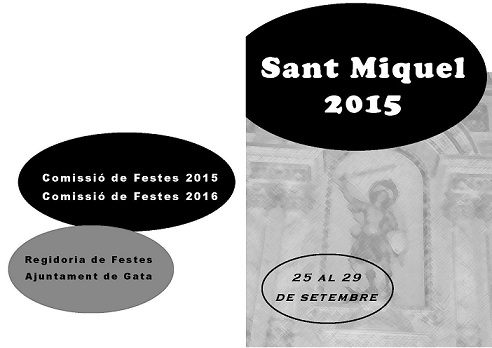 Sant Miquel
2015
Comissió de Festes 2015
Comissió de Festes 2016
Regidoria de Festes
Ajuntament de Gata
25 AL 29
DE SETEMBRE